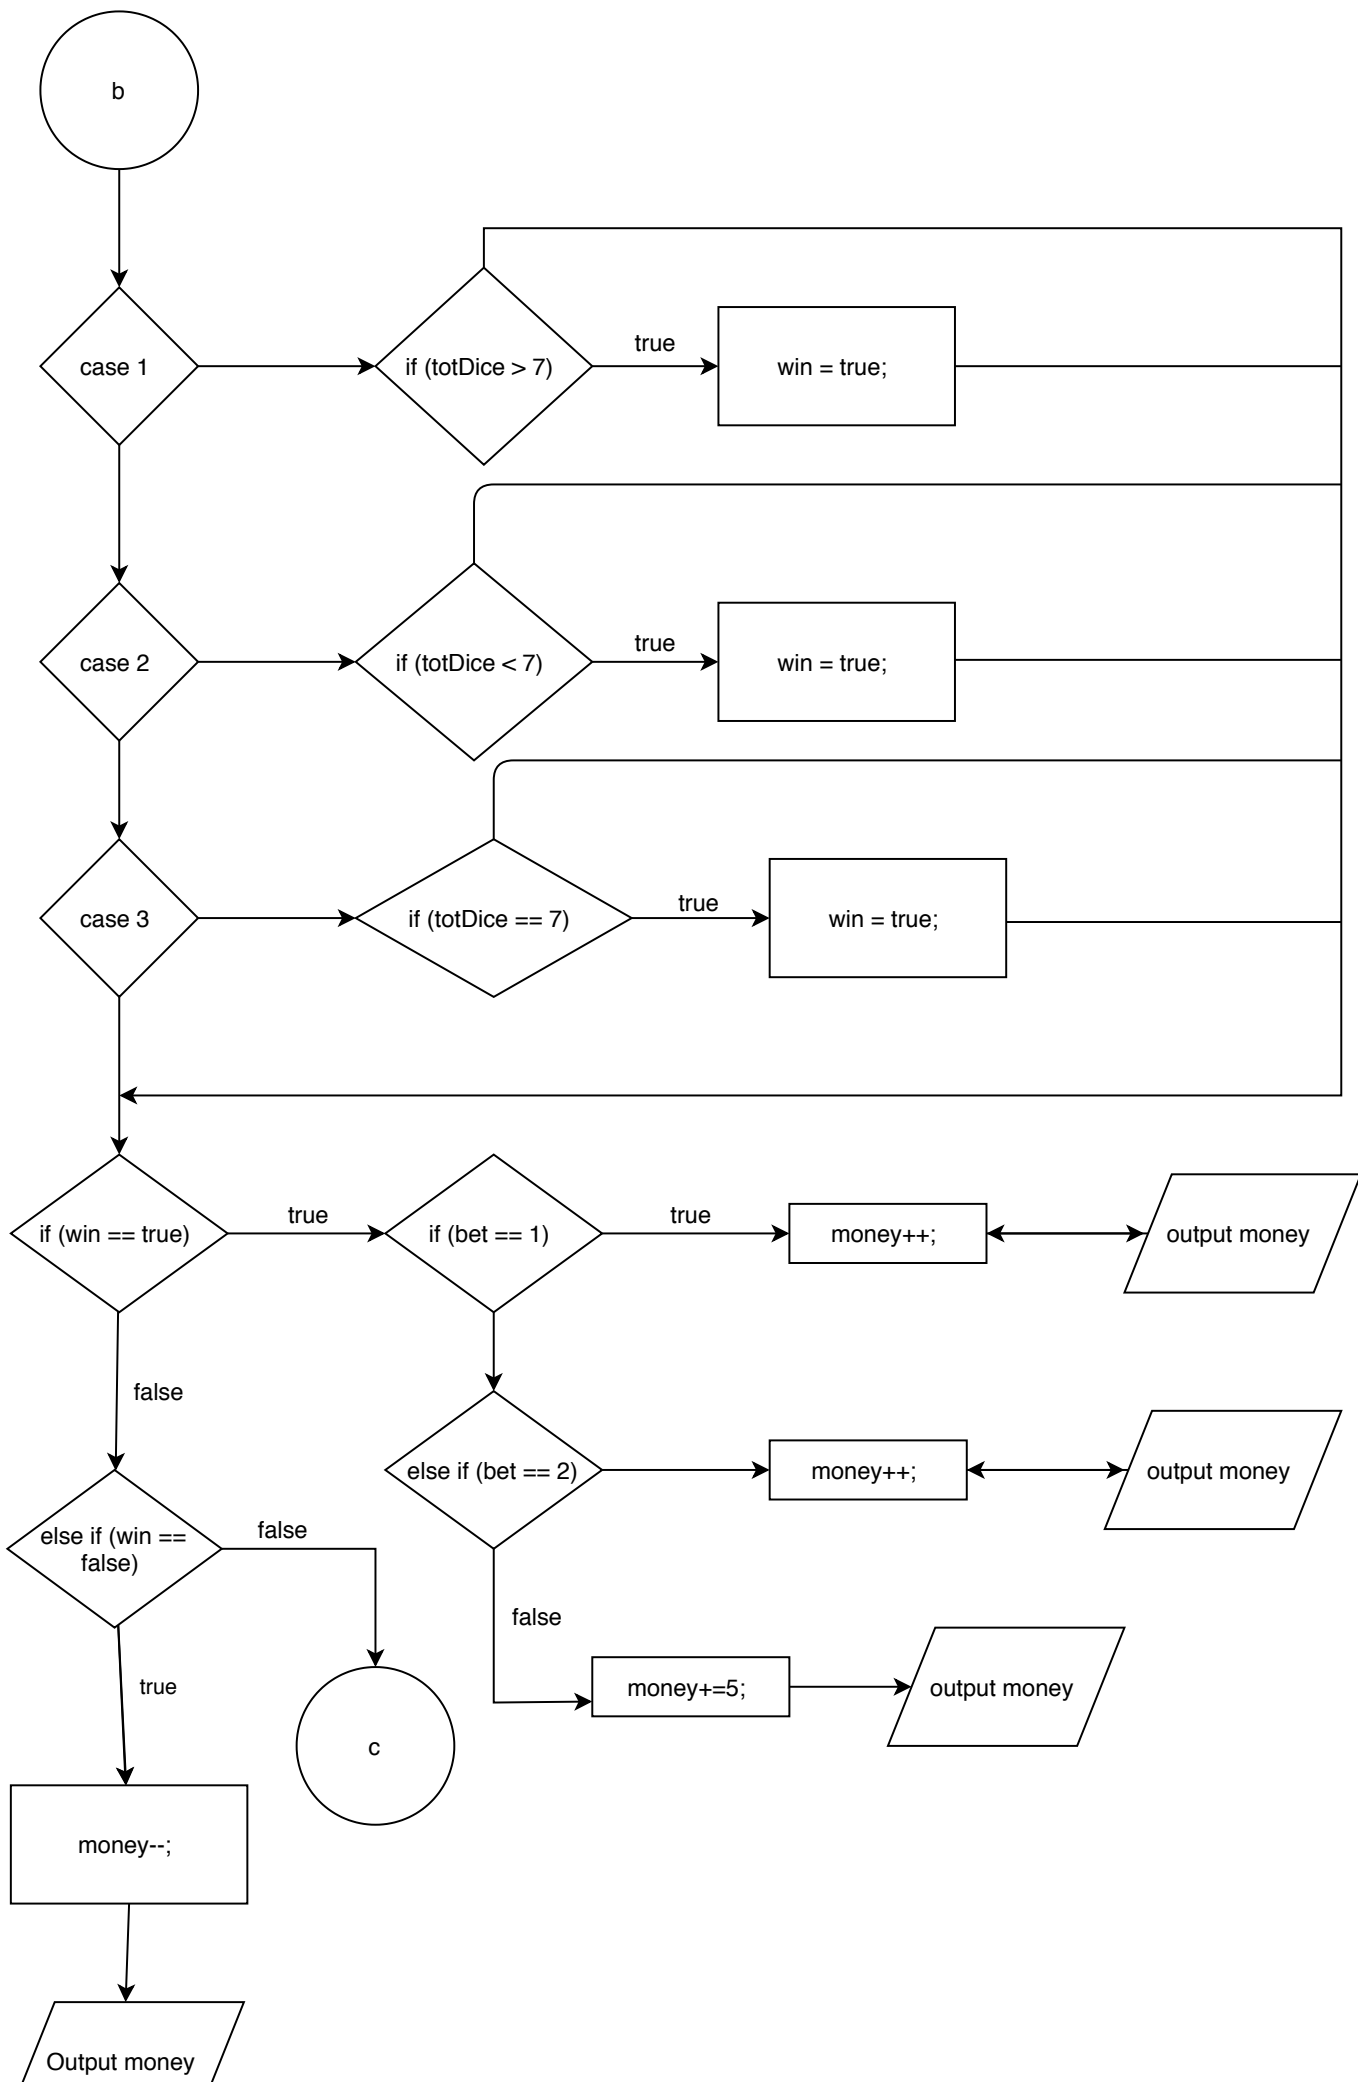 b
case 1
if (totDice > 7)
true
win = true;
case 2
if (totDice < 7)
true
win = true;
case 3
if (totDice == 7)
true
win = true;
if (win == true)
true
if (bet == 1)
true
money++;
output money
false
else if (bet == 2)
money++;
output money
else if (win ==
false)
false
false
money+=5;
output money
true
c
money--;
Output money